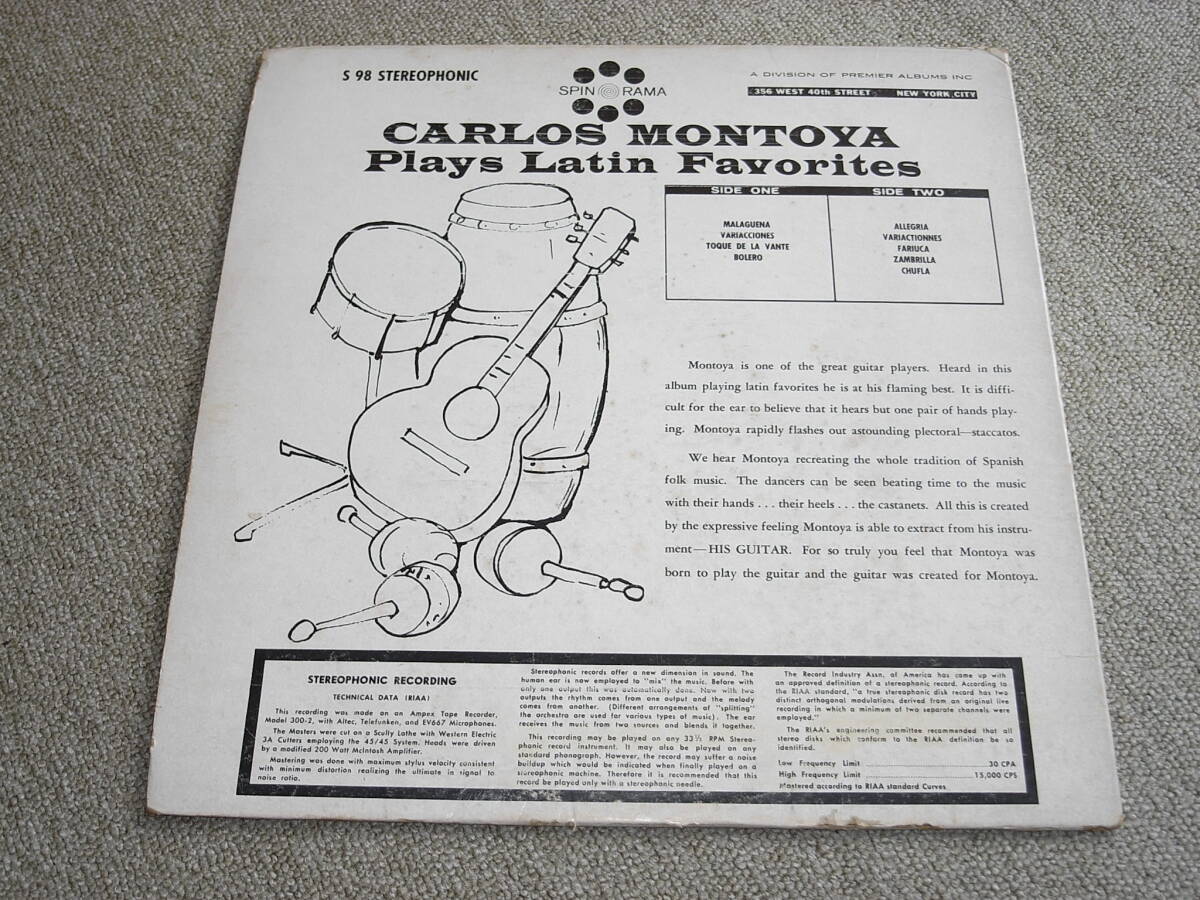 S 98 STEREOPHONIC
SPIN RAMA
A DIVISION OF PREMIER ALBUMS INC
356 WEST 40th STREET NEW YORK CITY
CARLOS MONTOYA
Plays Latin Favorites
SIDE ONE
MALAGUENA
VARIACCIONES
TOQUE DE LA VANTE
BOLERO
SIDE TWO
ALLEGRIA
VARIACTIONNES
FARIUCA
ZAMBRILLA
CHUFLA
Montoya is one of the great guitar players. Heard in this
album playing latin favorites he is at his flaming best. It is diffi-
cult for the ear to believe that it hears but one pair of hands play-
ing. Montoya rapidly flashes out astounding plectoral—staccatos.
We hear Montoya recreating the whole tradition of Spanish
folk music. The dancers can be seen beating time to the music
with their hands . . . their heels . . . the castanets. All this is created
by the expressive feeling Montoya is able to extract from his instru-
ment—HIS GUITAR. For so truly you feel that Montoya was
born to play the guitar and the guitar was created for Montoya.
STEREOPHONIC RECORDING
TECHNICAL DATA (RIAA)
This recording was made on an Ampex Tape Recorder,
Model 300-2, with Altec, Telefunken, and EV667 Microphones.
The Masters were cut on a Scully Lathe with Western Electric
3A Cutters employing the 45/45 System. Heads were driven
by a modified 200 Watt McIntosh Amplifier.
Mastering was done with maximum stylus velocity consistent
with minimum distortion realizing the ultimate in signal to
noise ratio.
Stereophonic records offer a new dimension in sound. The
human ear is now employed to "mix" the music. Before with
only one output this was automatically done. Now with two
outputs the rhythm comes from one output and the melody
comes from another. (Different arrangements of "splitting"
the orchestra are used for various types of music). The ear
receives the music from two sources and blends it together.
This recording may be played on any 33⅓ RPM Stereo-
phonic record instrument. It may also be played on any
standard phonograph. However, the record may suffer a noise
buildup which would be indicated when finally played on a
stereophonic machine. Therefore it is recommended that this
record be played only with a stereophonic needle.
The Record Industry Assn. of America has come up with
an approved definition of a stereophonic record. According to
the RIAA standard, "a true stereophonic disk record has two
distinct orthogonal modulations derived from an original live
recording in which a minimum of two separate channels were
employed."
The RIAA's engineering committee recommended that all
stereo disks which conform to the RIAA definition be so
identified.
Low Frequency Limit 30 CPA
High Frequency Limit 15,000 CPS
Mastered according to RIAA standard Curves